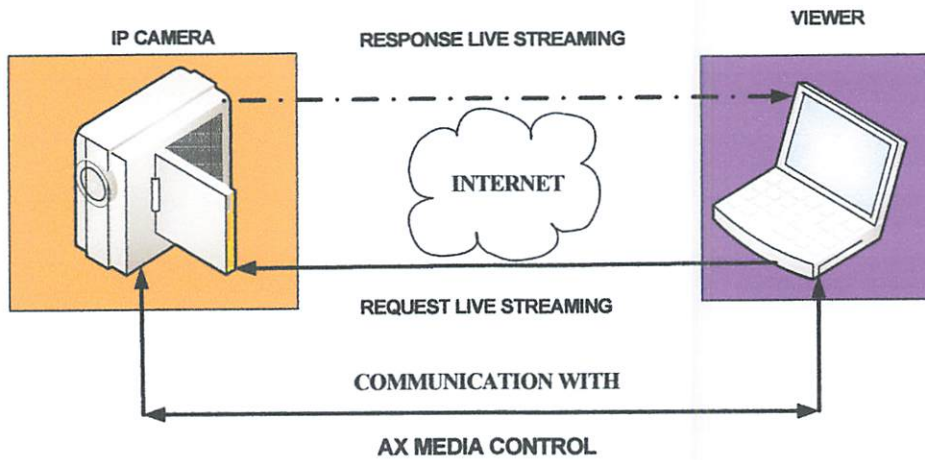 VIEWER
IP CAMERA
RESPONSE LIVE STREAMING
INTERNET
REQUEST LIVE STREAMING
COMMUNICATION WITH
AX MEDIA CONTROL